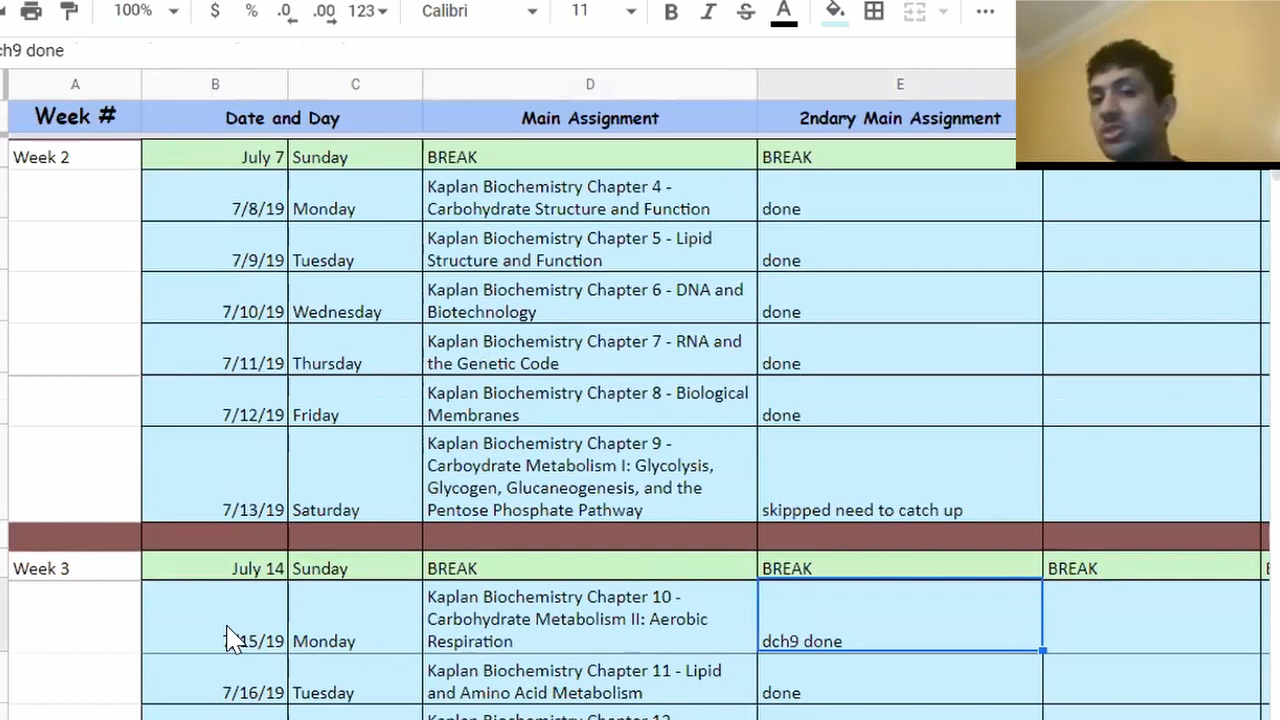 100% $ % .0 .00 123 Calibri 11 B I S A
ch9 done
A B C D E
Week # Date and Day Main Assignment 2ndary Main Assignment
Week 2 July 7 Sunday BREAK BREAK
Kaplan Biochemistry Chapter 4 -
7/8/19 Monday Carbohydrate Structure and Function done
Kaplan Biochemistry Chapter 5 - Lipid
7/9/19 Tuesday Structure and Function done
Kaplan Biochemistry Chapter 6 - DNA and
7/10/19 Wednesday Biotechnology done
Kaplan Biochemistry Chapter 7 - RNA and
7/11/19 Thursday the Genetic Code done
Kaplan Biochemistry Chapter 8 - Biological
7/12/19 Friday Membranes done
Kaplan Biochemistry Chapter 9 -
Carboydrate Metabolism I: Glycolysis,
Glycogen, Glucaneogenesis, and the
7/13/19 Saturday Pentose Phosphate Pathway skippped need to catch up
Week 3 July 14 Sunday BREAK BREAK BREAK
Kaplan Biochemistry Chapter 10 -
Carbohydrate Metabolism II: Aerobic
15/19 Monday Respiration dch9 done
Kaplan Biochemistry Chapter 11 - Lipid
7/16/19 Tuesday and Amino Acid Metabolism done
Kaplan Biochemistry Chapter 12